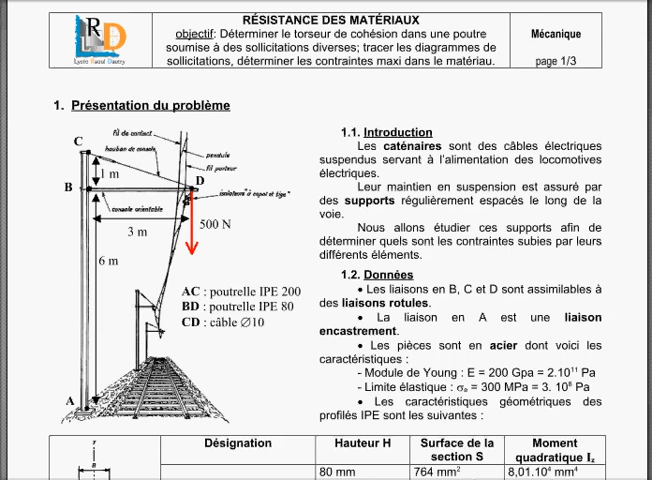 LRD
Lycée Raoul Dautry
RÉSISTANCE DES MATÉRIAUX
objectif: Déterminer le torseur de cohésion dans une poutre
soumise à des sollicitations diverses; tracer les diagrammes de
sollicitations, déterminer les contraintes maxi dans le matériau.
Mécanique
page 1/3
1. Présentation du problème
fil de contact
hauban de console
pendule
fil porteur
isolateurs "à capot et tige"
console orientable
C
1 m
B
D
3 m
500 N
6 m
A
AC : poutrelle IPE 200
BD : poutrelle IPE 80
CD : câble ∅10
1.1. Introduction
Les caténaires sont des câbles électriques
suspendus servant à l'alimentation des locomotives
électriques.
Leur maintien en suspension est assuré par
des supports régulièrement espacés le long de la
voie.
Nous allons étudier ces supports afin de
déterminer quels sont les contraintes subies par leurs
différents éléments.
1.2. Données
• Les liaisons en B, C et D sont assimilables à
des liaisons rotules.
• La liaison en A est une liaison
encastrement.
• Les pièces sont en acier dont voici les
caractéristiques :
- Module de Young : E = 200 Gpa = 2.10¹¹ Pa
- Limite élastique : σₑ = 300 MPa = 3. 10⁸ Pa
• Les caractéristiques géométriques des
profilés IPE sont les suivantes :
Désignation
Hauteur H
Surface de la
section S
Moment
quadratique I_z
Y
B
80 mm
764 mm²
8,01.10⁴ mm⁴